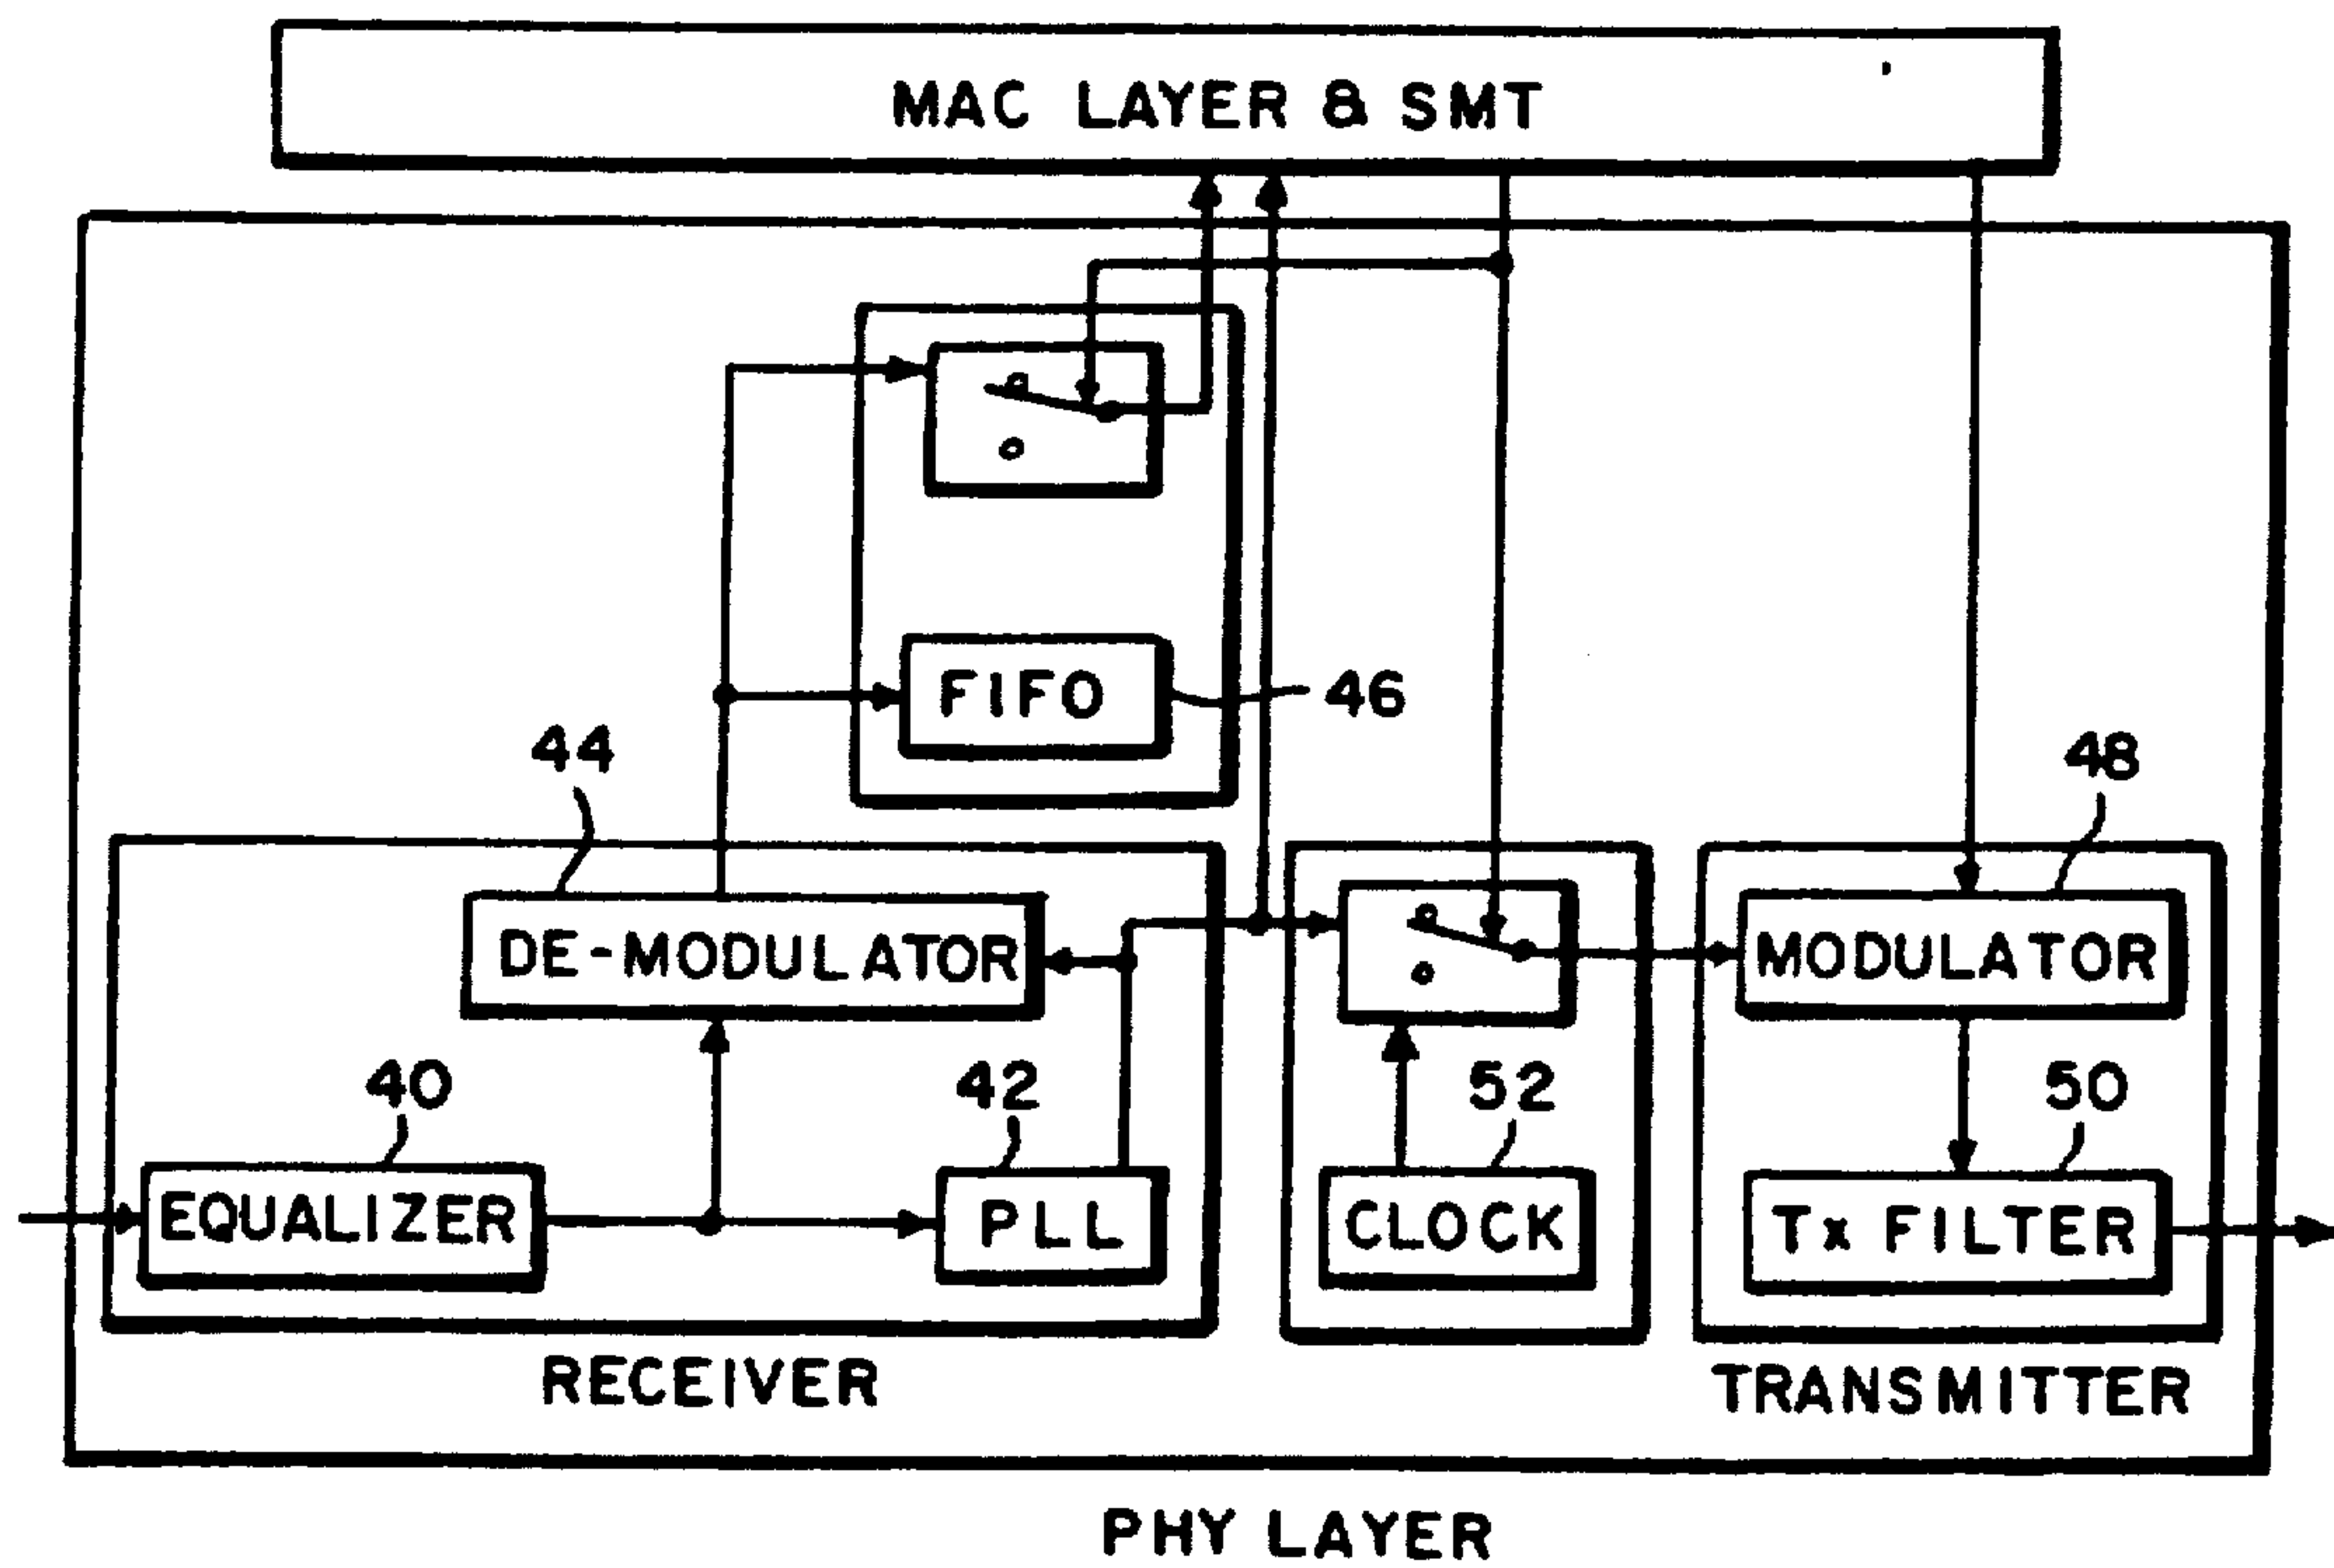 MAC LAYER & SMT
FIFO
46
44
48
DE-MODULATOR
MODULATOR
40
42
52
50
EQUALIZER
PLL
CLOCK
Tx FILTER
RECEIVER
TRANSMITTER
PHY LAYER